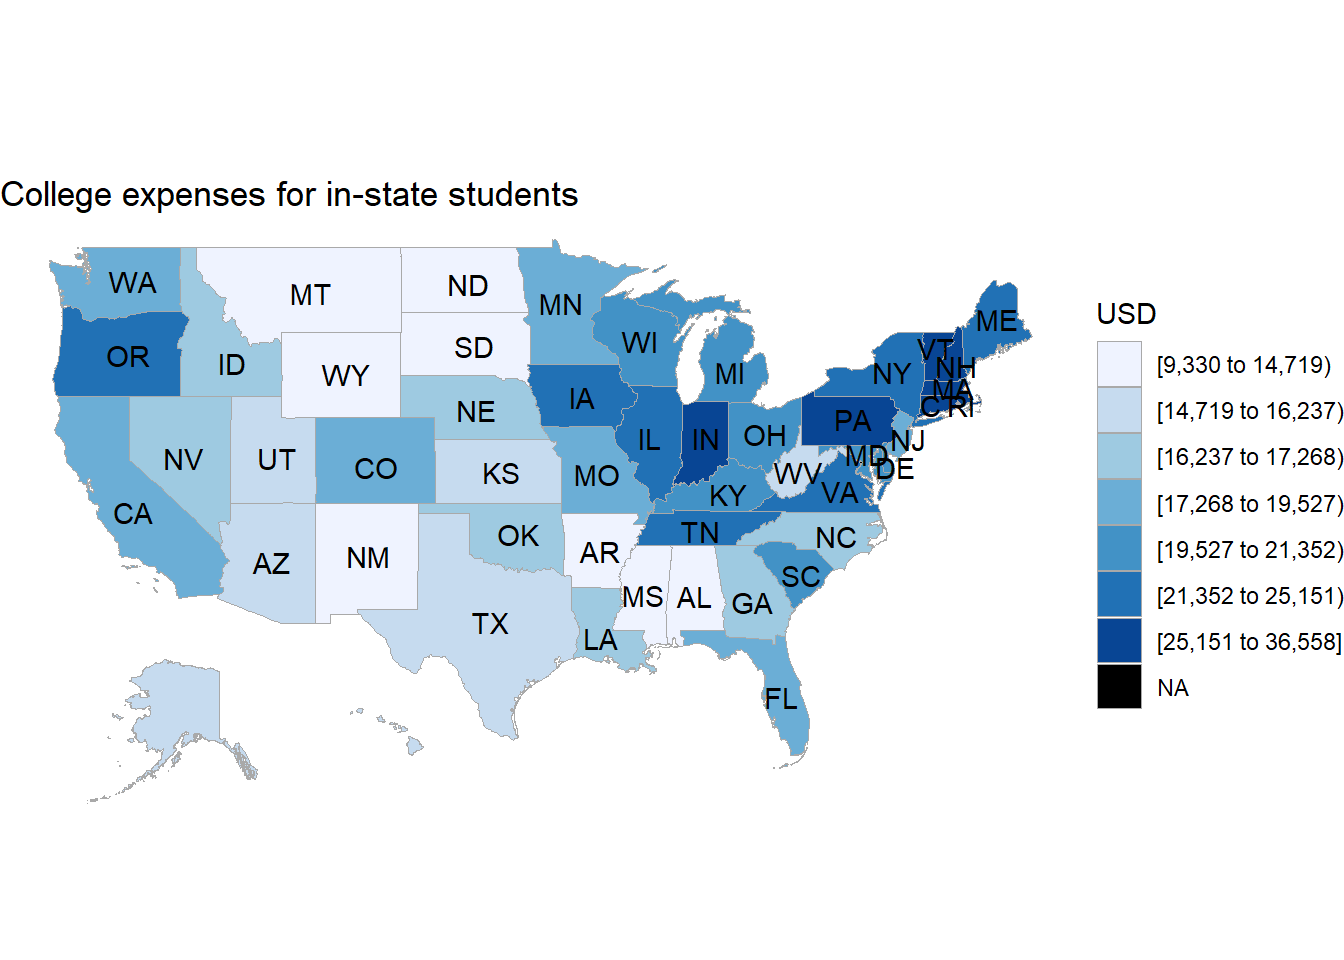 College expenses for in-state students
WA
MT
ND
MN
OR
ID
WY
SD
WI
MI
ME
VT
NH
NY
MA
C RI
NE
IA
IL
IN
OH
PA
NJ
NV
UT
CO
KS
MO
WV
MD
DE
CA
KY
VA
AZ
NM
OK
AR
TN
NC
SC
TX
LA
MS
AL
GA
FL
USD
[9,330 to 14,719)
[14,719 to 16,237)
[16,237 to 17,268)
[17,268 to 19,527)
[19,527 to 21,352)
[21,352 to 25,151)
[25,151 to 36,558]
NA